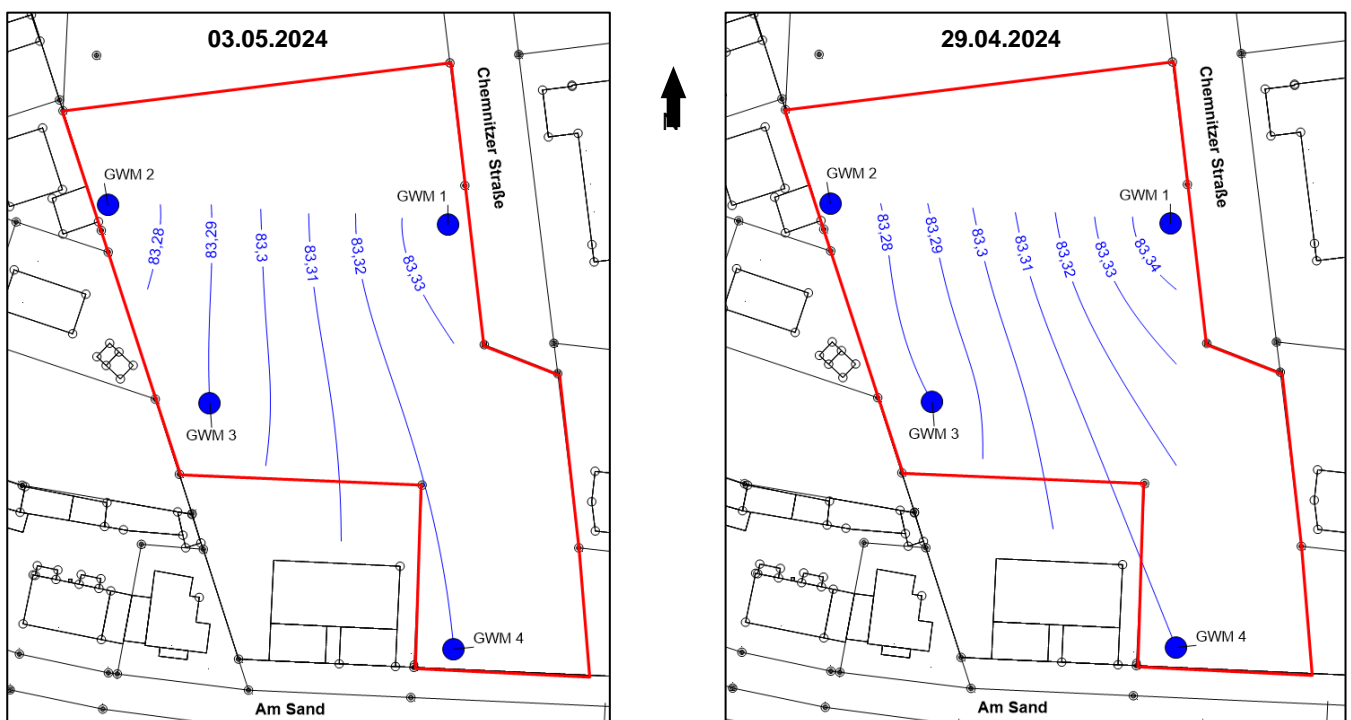 03.05.2024
Chemnitzer Straße
GWM 2
GWM 1
83,28
83,29
83,3
83,31
83,32
83,33
GWM 3
GWM 4
Am Sand
N
29.04.2024
Chemnitzer Straße
GWM 2
GWM 1
83,28
83,29
83,3
83,31
83,32
83,33
83,34
GWM 3
GWM 4
Am Sand